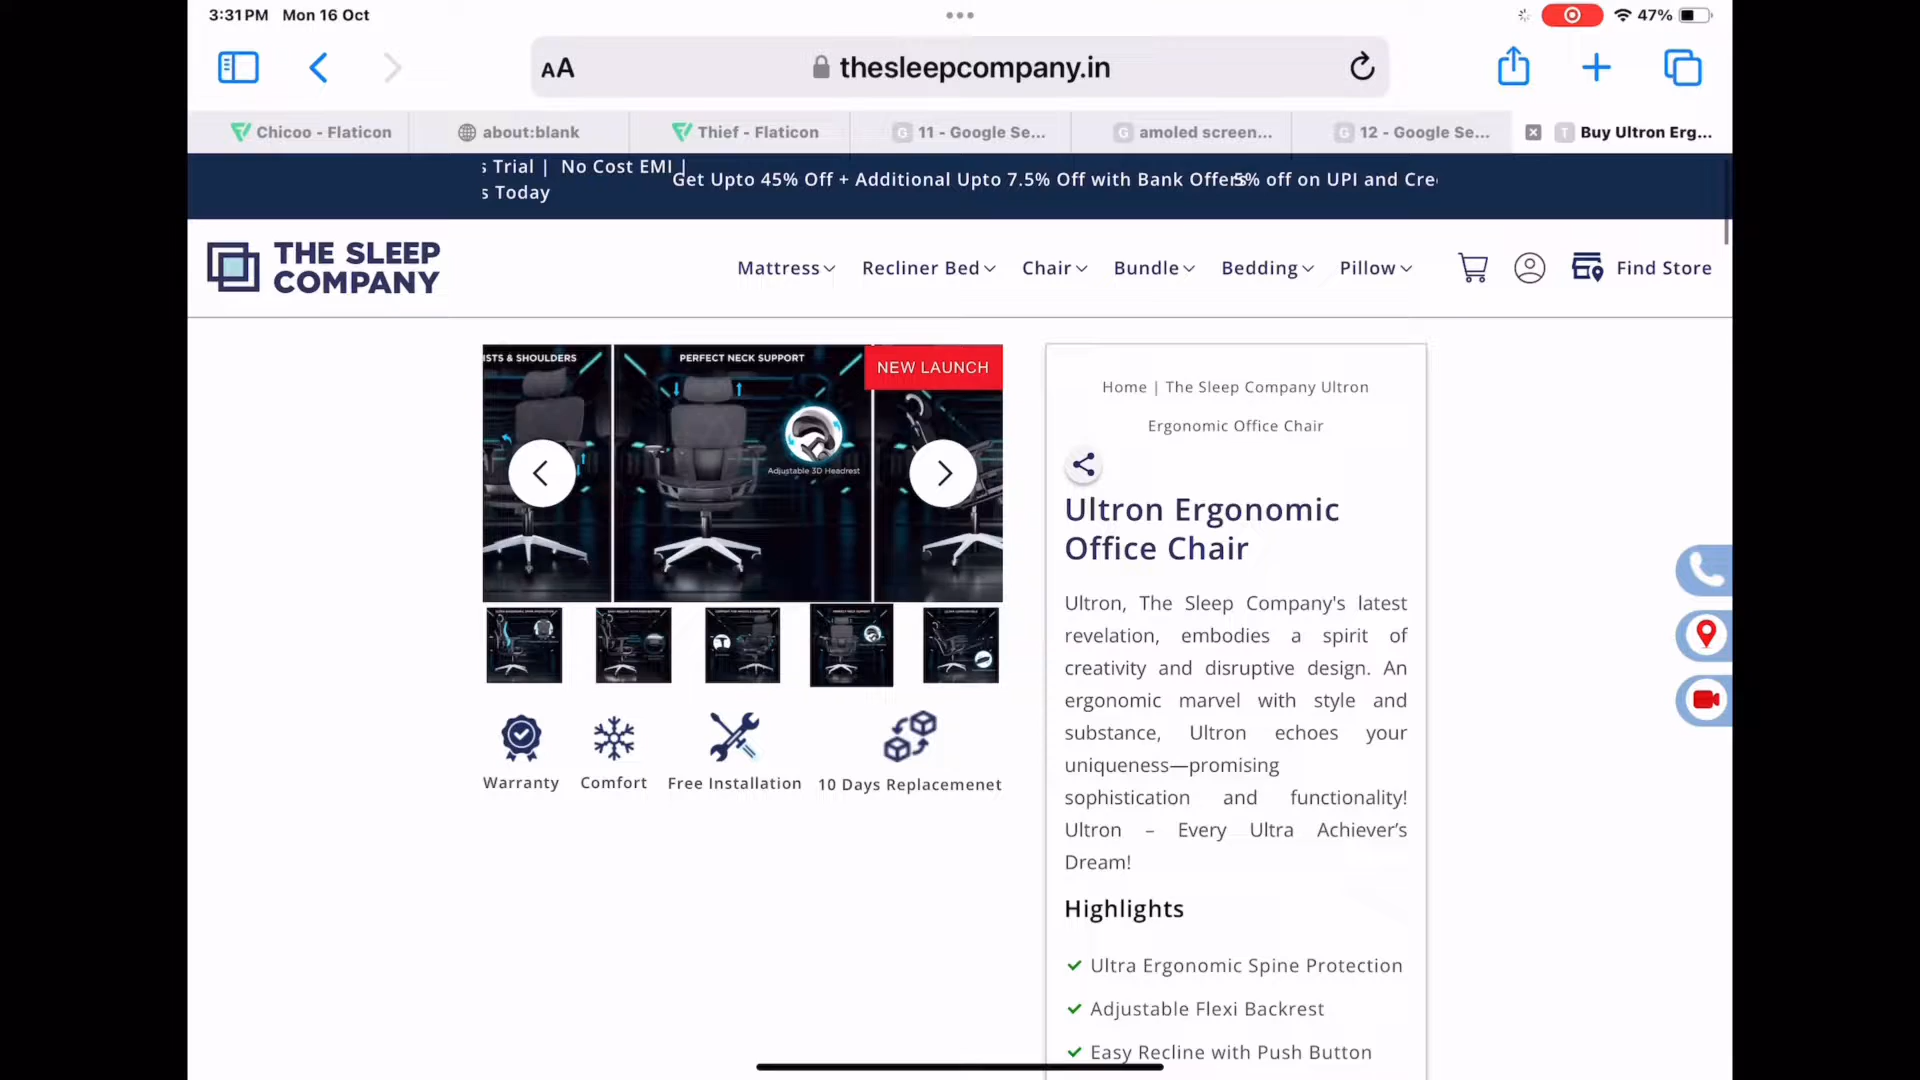 3:31 PM Mon 16 Oct
47%
AA
thesleepcompany.in
Chicoo - Flaticon
about:blank
Thief - Flaticon
11 - Google Se...
amoled screen...
12 - Google Se...
Buy Ultron Erg...
s Trial | No Cost EMI |
s Today
Get Upto 45% Off + Additional Upto 7.5% Off with Bank Offers
5% off on UPI and Cre
THE SLEEP
COMPANY
Mattress
Recliner Bed
Chair
Bundle
Bedding
Pillow
Find Store
ISTS & SHOULDERS
PERFECT NECK SUPPORT
NEW LAUNCH
Adjustable 3D Headrest
Warranty
Comfort
Free Installation
10 Days Replacemenet
Home | The Sleep Company Ultron
Ergonomic Office Chair
Ultron Ergonomic
Office Chair
Ultron, The Sleep Company's latest
revelation, embodies a spirit of
creativity and disruptive design. An
ergonomic marvel with style and
substance, Ultron echoes your
uniqueness—promising
sophistication and functionality!
Ultron – Every Ultra Achiever’s
Dream!
Highlights
Ultra Ergonomic Spine Protection
Adjustable Flexi Backrest
Easy Recline with Push Button